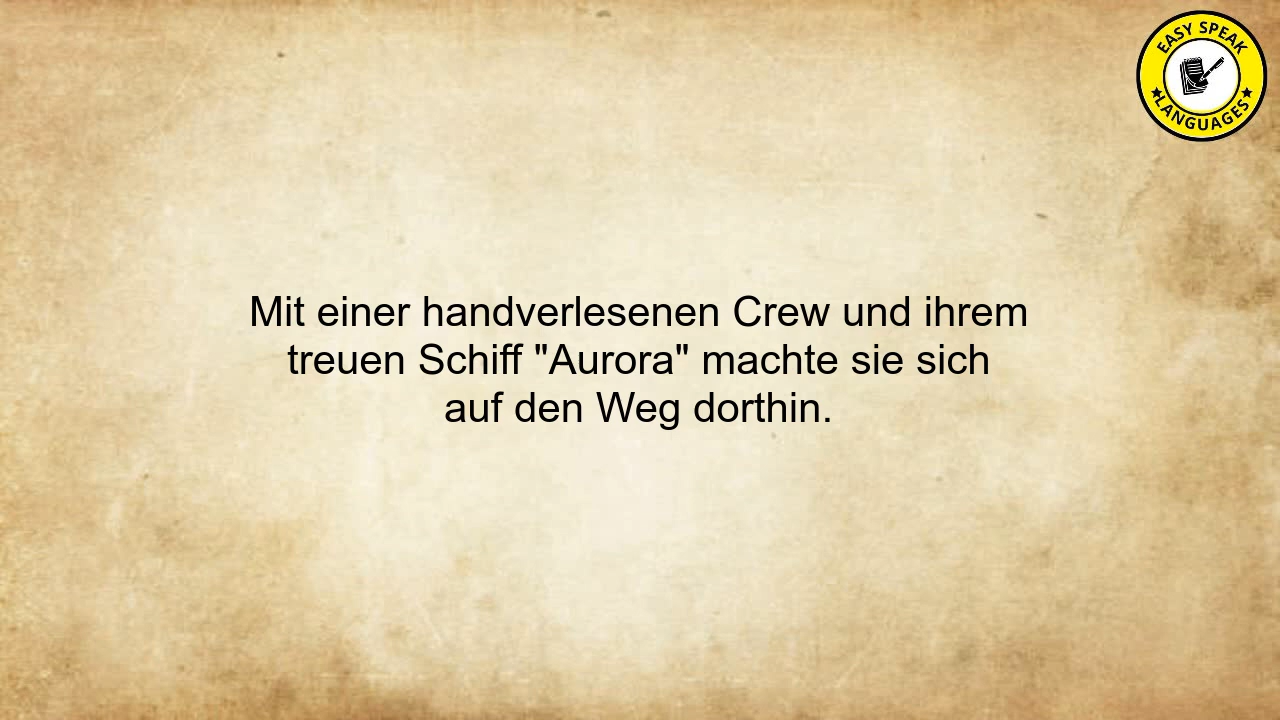 EASY SPEAK
LANGUAGES
Mit einer handverlesenen Crew und ihrem
treuen Schiff "Aurora" machte sie sich
auf den Weg dorthin.